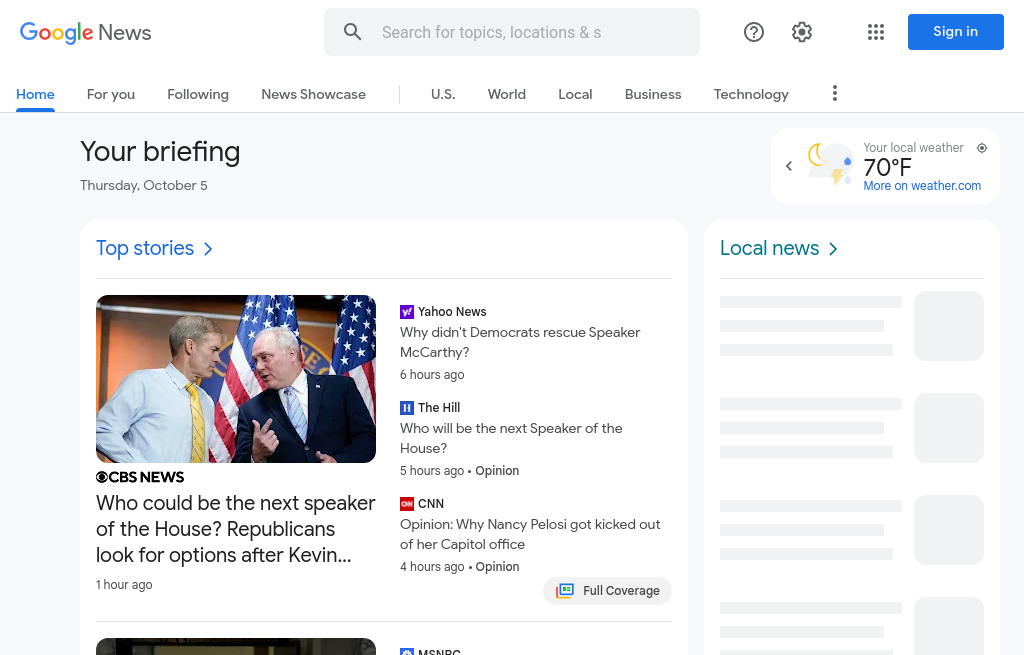 Google News
Search for topics, locations & s
Sign in
Home
For you
Following
News Showcase
U.S.
World
Local
Business
Technology
Your briefing
Thursday, October 5
Your local weather
70°F
More on weather.com
Top stories
CBS NEWS
Who could be the next speaker
of the House? Republicans
look for options after Kevin...
1 hour ago
Yahoo News
Why didn't Democrats rescue Speaker
McCarthy?
6 hours ago
The Hill
Who will be the next Speaker of the
House?
5 hours ago • Opinion
CNN
Opinion: Why Nancy Pelosi got kicked out
of her Capitol office
4 hours ago • Opinion
Full Coverage
MSNBC
Local news